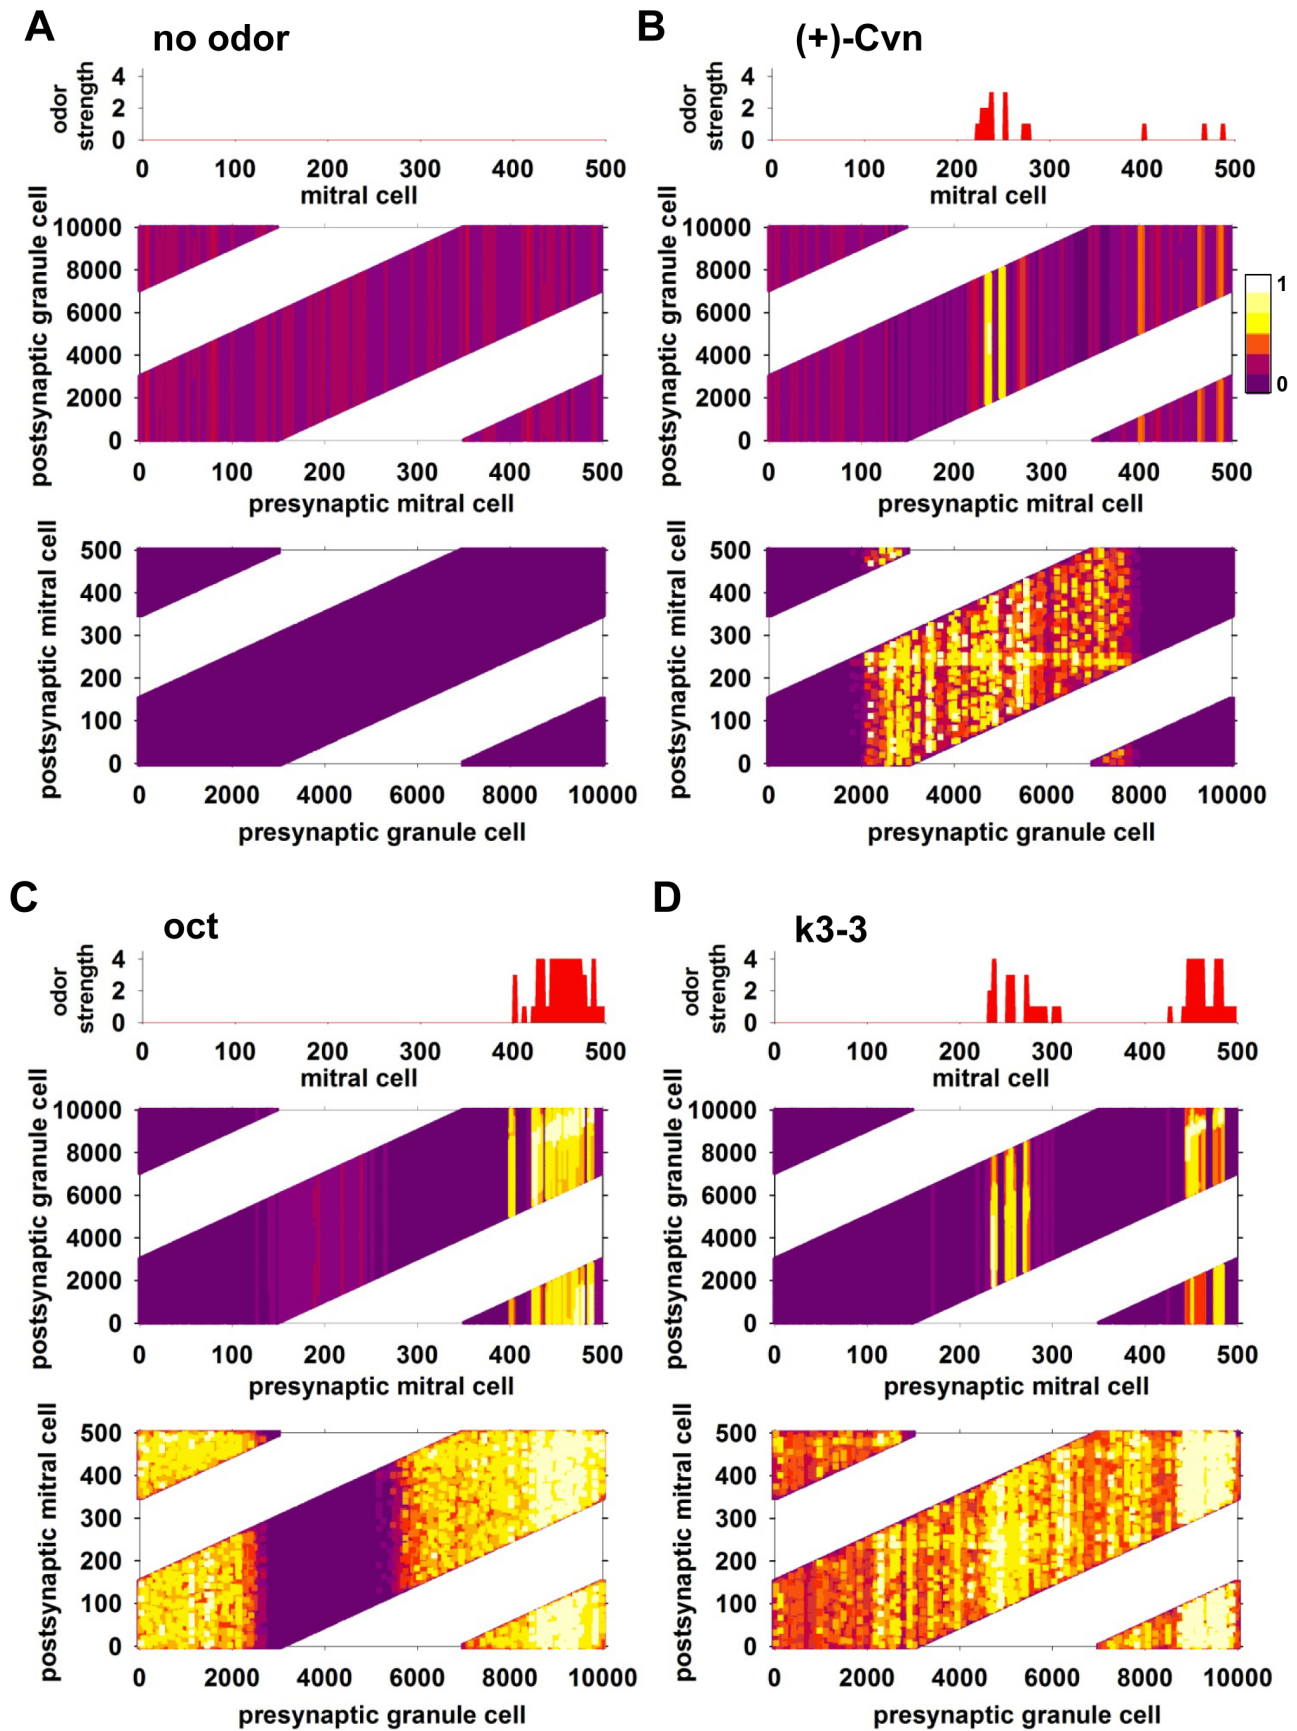 A
no odor
odor
strength
4
2
0
0 100 200 300 400 500
mitral cell
postsynaptic granule cell
10000
8000
6000
4000
2000
0
0 100 200 300 400 500
presynaptic mitral cell
postsynaptic mitral cell
500
400
300
200
100
0
0 2000 4000 6000 8000 10000
presynaptic granule cell
B
(+)-Cvn
odor
strength
4
2
0
0 100 200 300 400 500
mitral cell
postsynaptic granule cell
10000
8000
6000
4000
2000
0
0 100 200 300 400 500
presynaptic mitral cell
1
0
postsynaptic mitral cell
500
400
300
200
100
0
0 2000 4000 6000 8000 10000
presynaptic granule cell
C
oct
odor
strength
4
2
0
0 100 200 300 400 500
mitral cell
postsynaptic granule cell
10000
8000
6000
4000
2000
0
0 100 200 300 400 500
presynaptic mitral cell
postsynaptic mitral cell
500
400
300
200
100
0
0 2000 4000 6000 8000 10000
presynaptic granule cell
D
k3-3
odor
strength
4
2
0
0 100 200 300 400 500
mitral cell
postsynaptic granule cell
10000
8000
6000
4000
2000
0
0 100 200 300 400 500
presynaptic mitral cell
postsynaptic mitral cell
500
400
300
200
100
0
0 2000 4000 6000 8000 10000
presynaptic granule cell